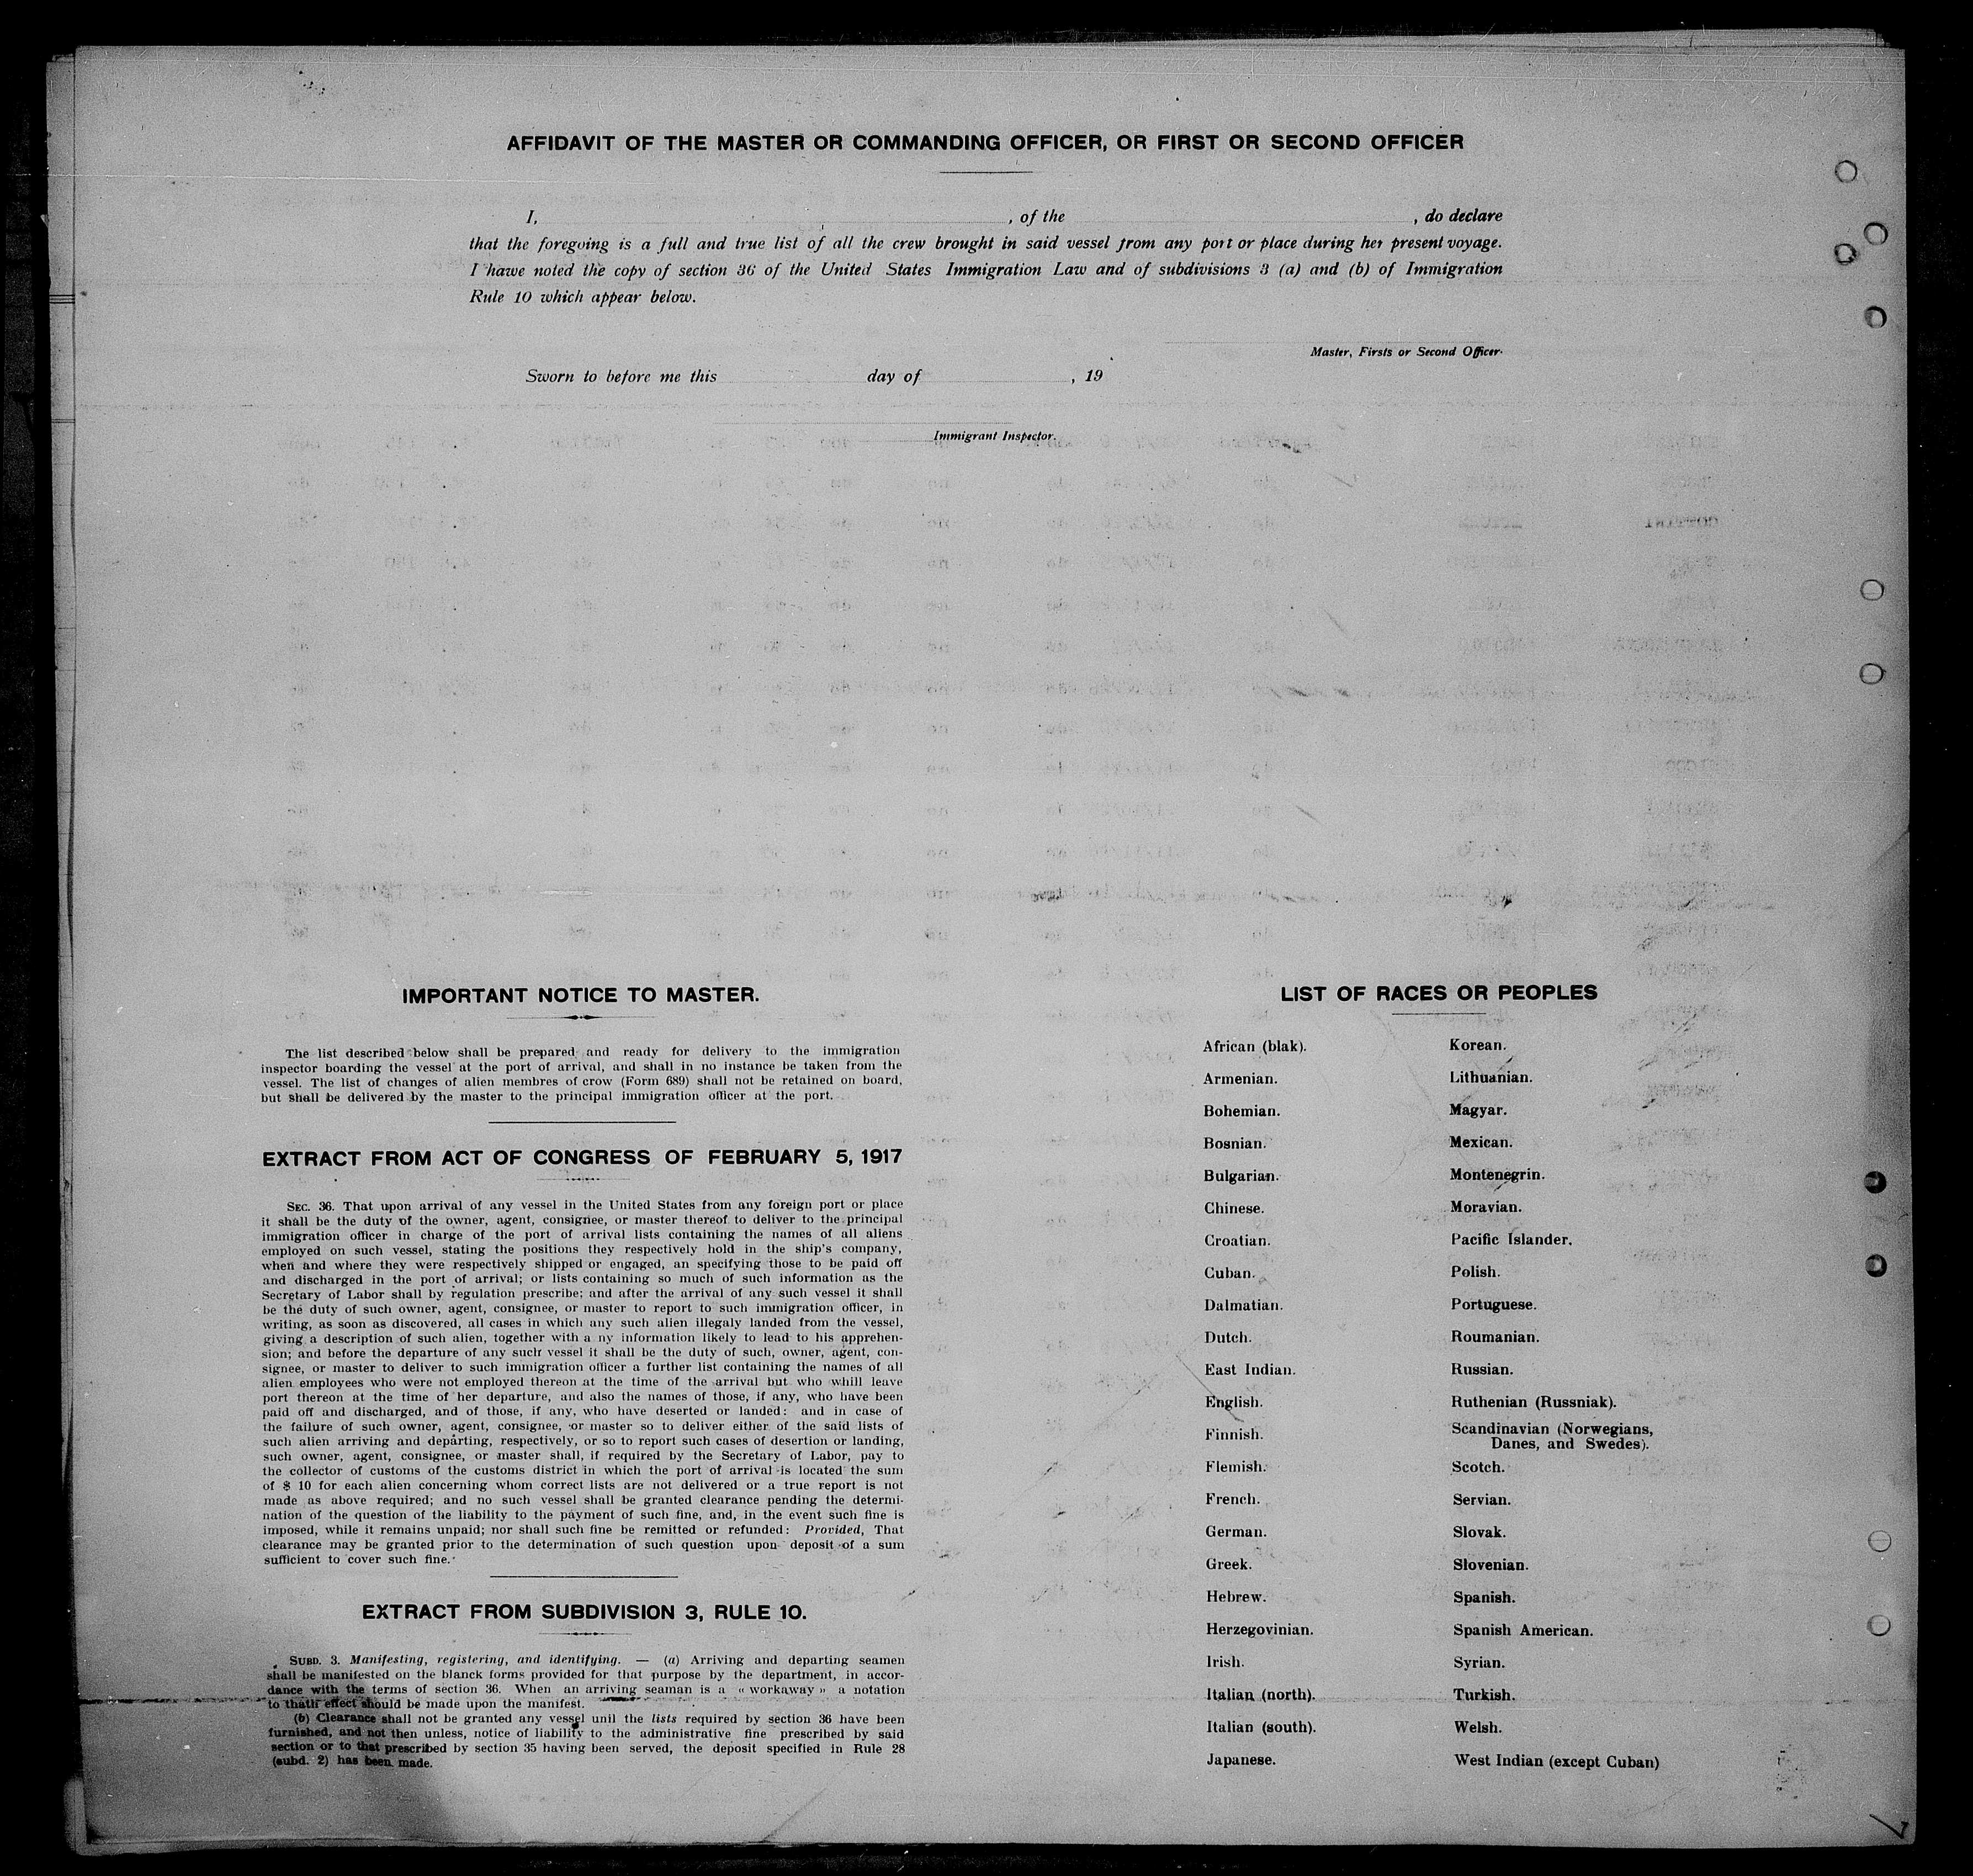 AFFIDAVIT OF THE MASTER OR COMMANDING OFFICER, OR FIRST OR SECOND OFFICER
I, , of the , do declare
that the foregoing is a full and true list of all the crew brought in said vessel from any port or place during her present voyage.
I hawe noted the copy of section 36 of the United States Immigration Law and of subdivisions 3 (a) and (b) of Immigration
Rule 10 which appear below.
Master, Firsts or Second Officer.
Sworn to before me this day of , 19
Immigrant Inspector.
IMPORTANT NOTICE TO MASTER.
The list described below shall be prepared and ready for delivery to the immigration
inspector boarding the vessel at the port of arrival, and shall in no instance be taken from the
vessel. The list of changes of alien membres of crow (Form 689) shall not be retained on board,
but shall be delivered by the master to the principal immigration officer at the port.
EXTRACT FROM ACT OF CONGRESS OF FEBRUARY 5, 1917
SEC. 36. That upon arrival of any vessel in the United States from any foreign port or place
it shall be the duty of the owner, agent, consignee, or master thereof to deliver to the principal
immigration officer in charge of the port of arrival lists containing the names of all aliens
employed on such vessel, stating the positions they respectively hold in the ship's company,
when and where they were respectively shipped or engaged, an specifying those to be paid off
and discharged in the port of arrival; or lists containing so much of such information as the
Secretary of Labor shall by regulation prescribe; and after the arrival of any such vessel it shall
be the duty of such owner, agent, consignee, or master to report to such immigration officer, in
writing, as soon as discovered, all cases in which any such alien illegaly landed from the vessel,
giving a description of such alien, together with a ny information likely to lead to his apprehen-
sion; and before the departure of any such vessel it shall be the duty of such, owner, agent, con-
signee, or master to deliver to such immigration officer a further list containing the names of all
alien employees who were not employed thereon at the time of the arrival but who whill leave
port thereon at the time of her departure, and also the names of those, if any, who have been
paid off and discharged, and of those, if any, who have deserted or landed: and in case of
the failure of such owner, agent, consignee, or master so to deliver either of the said lists of
such alien arriving and departing, respectively, or so to report such cases of desertion or landing,
such owner, agent, consignee, or master shall, if required by the Secretary of Labor, pay to
the collector of customs of the customs district in which the port of arrival is located the sum
of $ 10 for each alien concerning whom correct lists are not delivered or a true report is not
made as above required; and no such vessel shall be granted clearance pending the determi-
nation of the question of the liability to the payment of such fine, and, in the event such fine is
imposed, while it remains unpaid; nor shall such fine be remitted or refunded: Provided, That
clearance may be granted prior to the determination of such question upon deposit of a sum
sufficient to cover such fine.
EXTRACT FROM SUBDIVISION 3, RULE 10.
SUBD. 3. Manifesting, registering, and identifying. — (a) Arriving and departing seamen
shall be manifested on the blanck forms provided for that purpose by the department, in accor-
dance with the terms of section 36. When an arriving seaman is a « workaway » a notation
to thath effect should be made upon the manifest.
(b) Clearance shall not be granted any vessel unil the lists required by section 36 have been
furnished, and not then unless, notice of liability to the administrative fine prescribed by said
section or to that prescribed by section 35 having been served, the deposit specified in Rule 28
(subd. 2) has been made.
LIST OF RACES OR PEOPLES
African (blak).
Armenian.
Bohemian.
Bosnian.
Bulgarian.
Chinese.
Croatian.
Cuban.
Dalmatian.
Dutch.
East Indian.
English.
Finnish.
Flemish.
French.
German.
Greek.
Hebrew.
Herzegovinian.
Irish.
Italian (north).
Italian (south).
Japanese.
Korean.
Lithuanian.
Magyar.
Mexican.
Montenegrin.
Moravian.
Pacific Islander.
Polish.
Portuguese.
Roumanian.
Russian.
Ruthenian (Russniak).
Scandinavian (Norwegians,
Danes, and Swedes).
Scotch.
Servian.
Slovak.
Slovenian.
Spanish.
Spanish American.
Syrian.
Turkish.
Welsh.
West Indian (except Cuban)